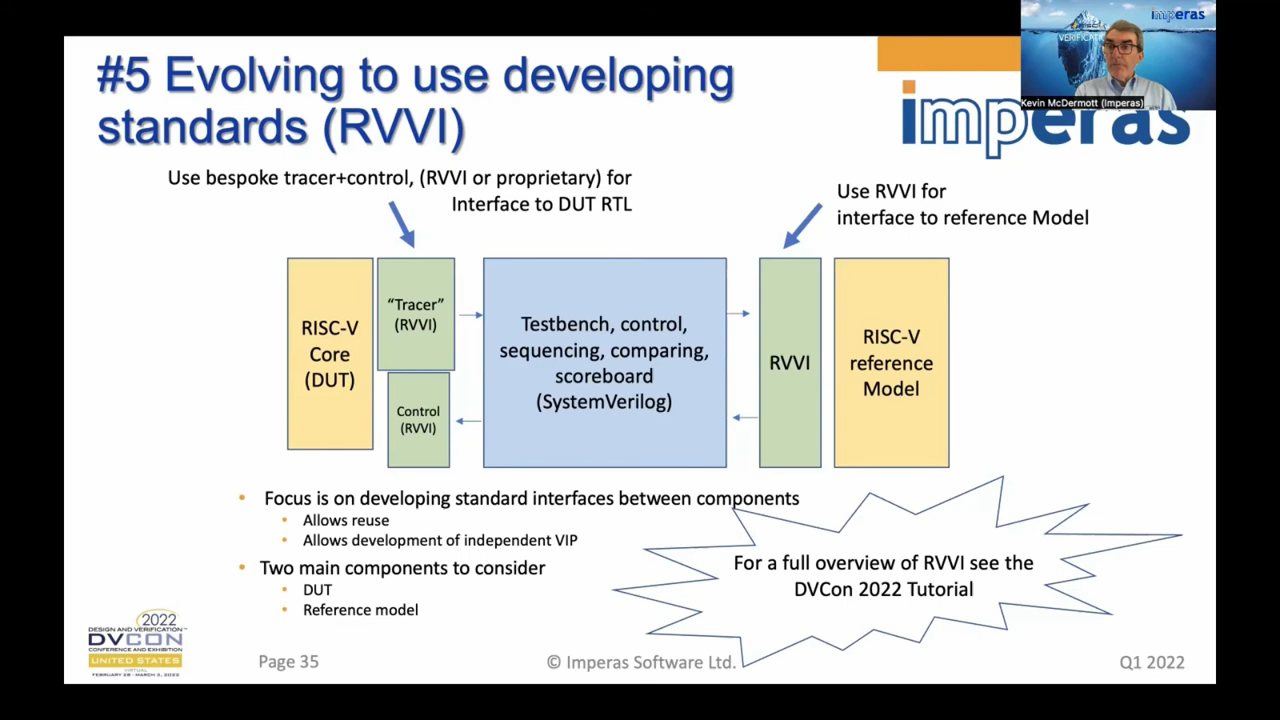 #5 Evolving to use developing
standards (RVVI)
imperas
VERIFICATIO
Kevin McDermott (Imperas)
imperas
Use bespoke tracer+control, (RVVI or proprietary) for
Interface to DUT RTL
Use RVVI for
interface to reference Model
RISC-V
Core
(DUT)
“Tracer”
(RVVI)
Control
(RVVI)
Testbench, control,
sequencing, comparing,
scoreboard
(SystemVerilog)
RVVI
RISC-V
reference
Model
• Focus is on developing standard interfaces between components
• Allows reuse
• Allows development of independent VIP
• Two main components to consider
• DUT
• Reference model
For a full overview of RVVI see the
DVCon 2022 Tutorial
2022
DESIGN AND VERIFICATION™
DVCON
CONFERENCE AND EXHIBITION
UNITED STATES
VIRTUAL
FEBRUARY 28 - MARCH 3, 2022
Page 35
© Imperas Software Ltd.
Q1 2022